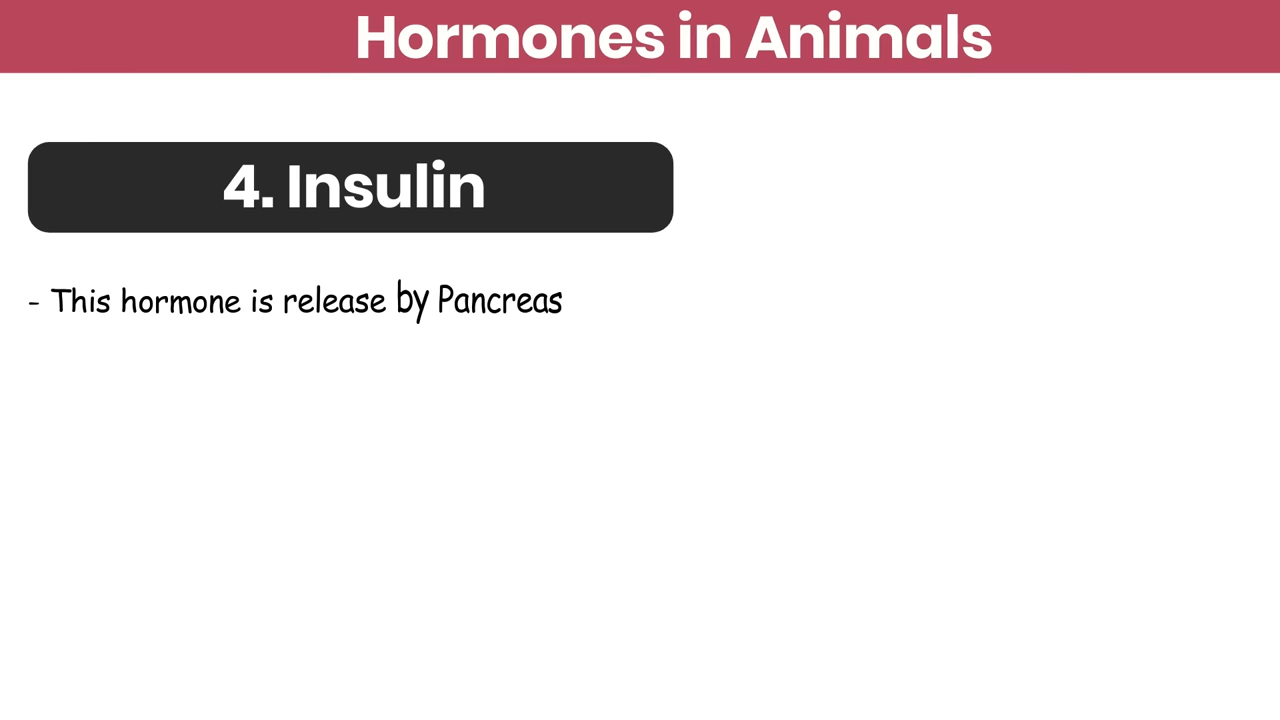 Hormones in Animals
4. Insulin
- This hormone is release by Pancreas